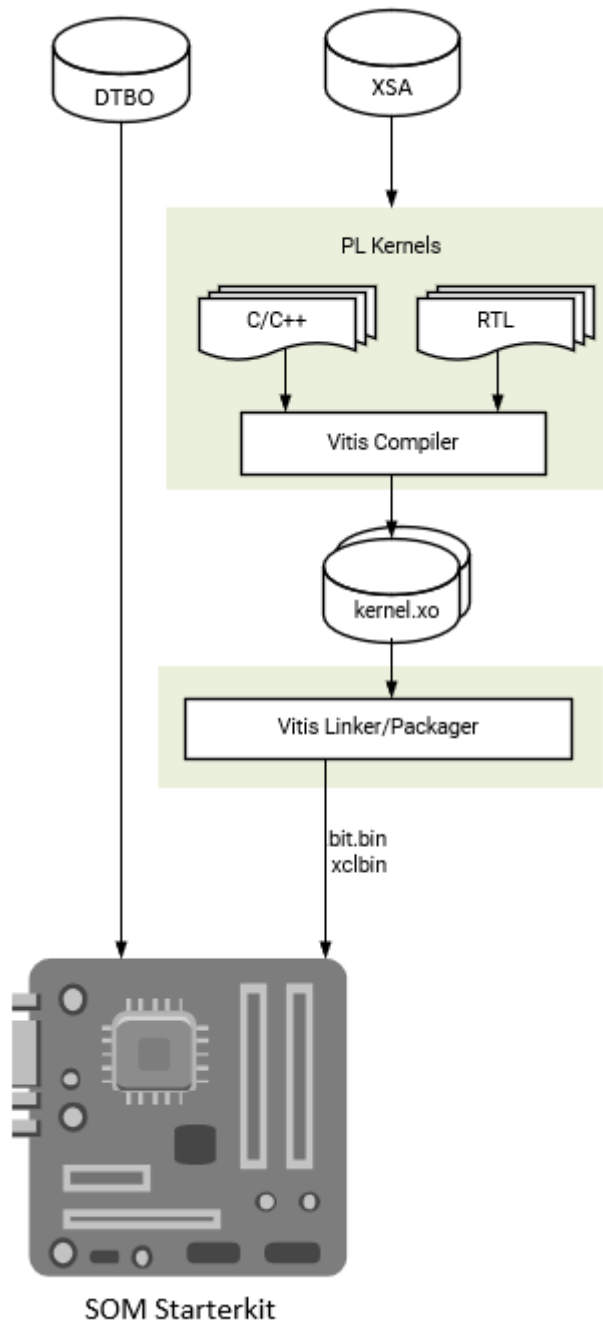 DTBO
XSA
PL Kernels
C/C++
RTL
Vitis Compiler
kernel.xo
Vitis Linker/Packager
.bit.bin
xclbin
SOM Starterkit